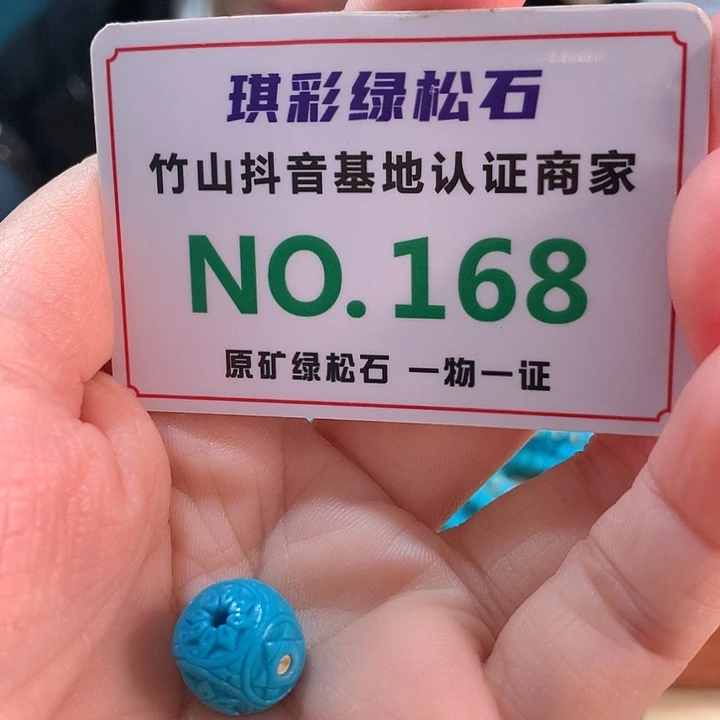 琪彩绿松石
竹山抖音基地认证商家
NO.168
原矿绿松石 一物一证